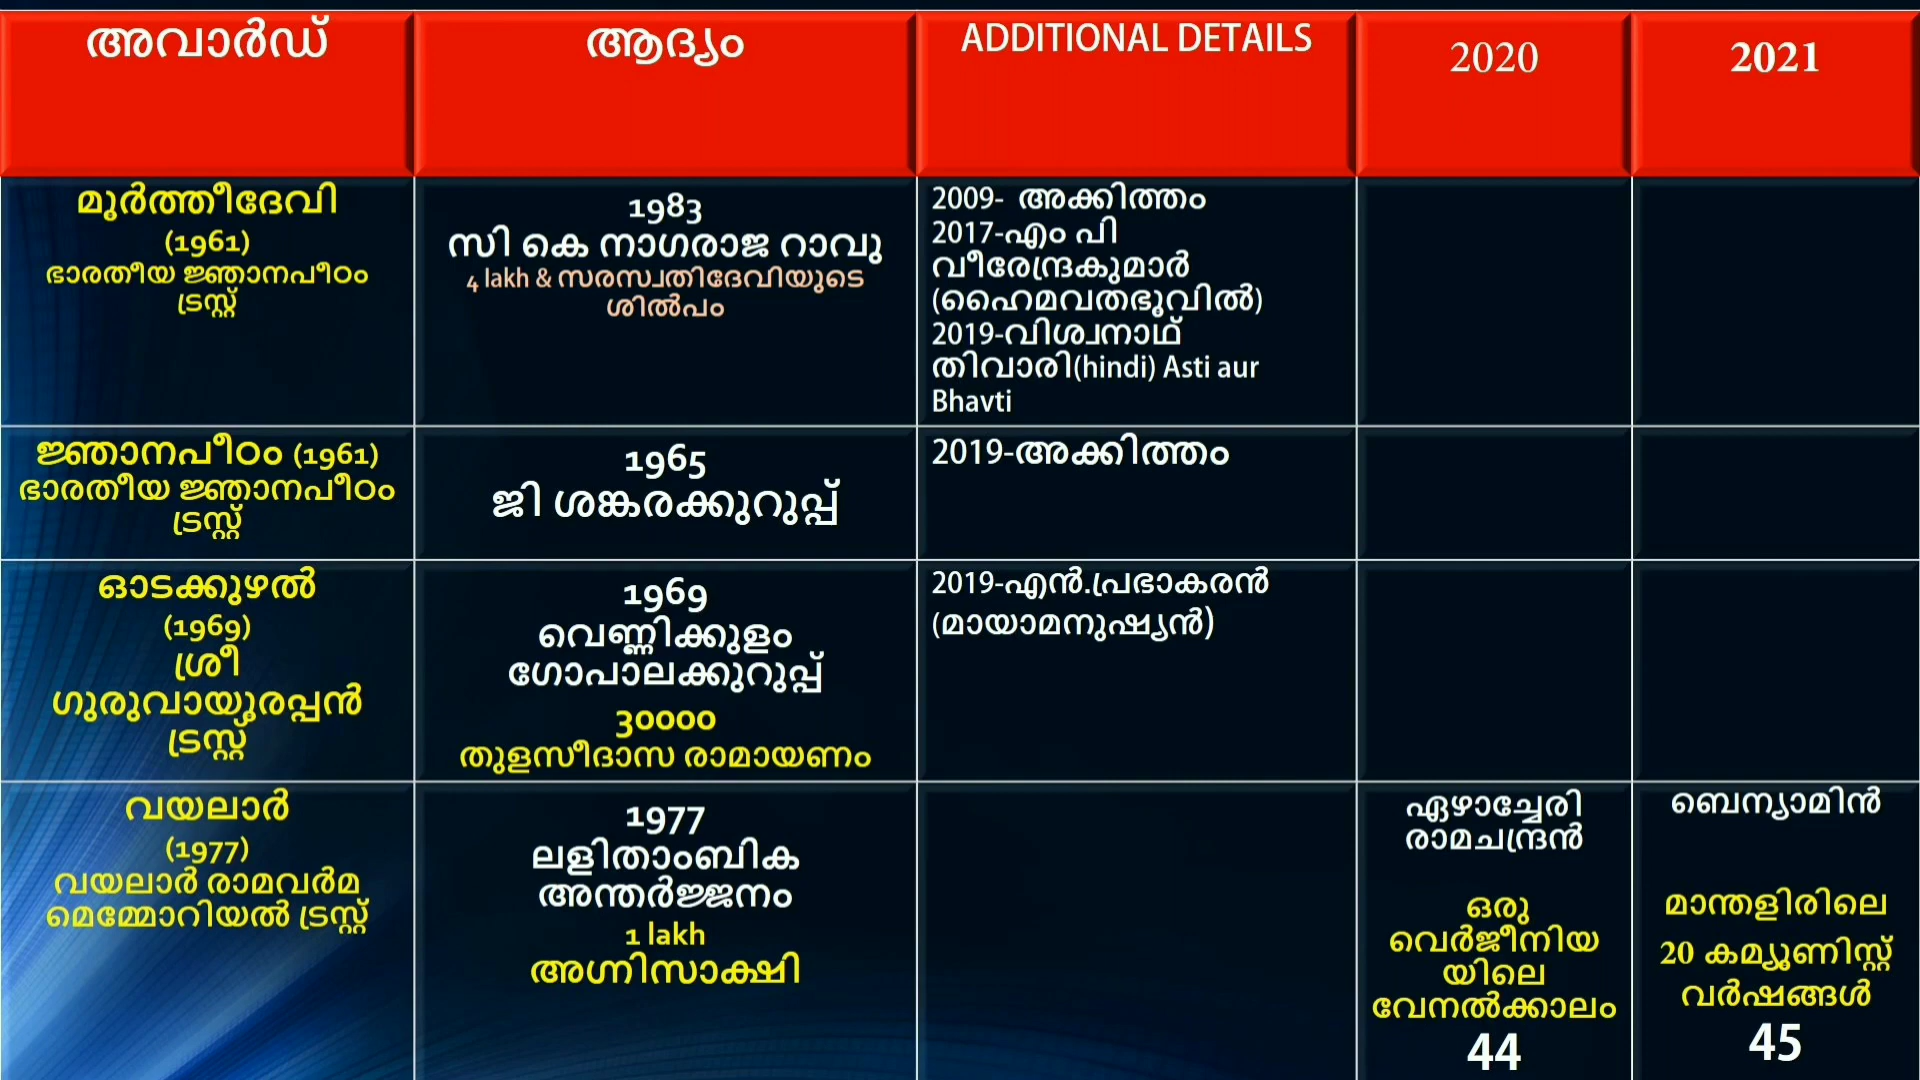 അവാർഡ്
ആദ്യം
ADDITIONAL DETAILS
2020
2021
മൂർത്തീദേവി
(1961)
ഭാരതീയ ജ്ഞാനപീഠം
ട്രസ്റ്റ്
1983
സി കെ നാഗരാജ റാവു
4 lakh & സരസ്വതിദേവിയുടെ
ശിൽപം
2009- അക്കിത്തം
2017-എം പി
വീരേന്ദ്രകുമാർ
(ഹൈമവതഭൂവിൽ)
2019-വിശ്വനാഥ്
തിവാരി(hindi) Asti aur
Bhavti
ജ്ഞാനപീഠം (1961)
ഭാരതീയ ജ്ഞാനപീഠം
ട്രസ്റ്റ്
1965
ജി ശങ്കരക്കുറുപ്പ്
2019-അക്കിത്തം
ഓടക്കുഴൽ
(1969)
ശ്രീ
ഗുരുവായൂരപ്പൻ
ട്രസ്റ്റ്
1969
വെണ്ണിക്കുളം
ഗോപാലക്കുറുപ്പ്
30000
തുളസീദാസ രാമായണം
2019-എൻ.പ്രഭാകരൻ
(മായാമനുഷ്യൻ)
വയലാർ
(1977)
വയലാർ രാമവർമ
മെമ്മോറിയൽ ട്രസ്റ്റ്
1977
ലളിതാംബിക
അന്തർജ്ജനം
1 lakh
അഗ്നിസാക്ഷി
ഏഴാച്ചേരി
രാമചന്ദ്രൻ
ഒരു
വെർജീനിയ
യിലെ
വേനൽക്കാലം
44
ബെന്യാമിൻ
മാന്തളിരിലെ
20 കമ്യൂണിസ്റ്റ്
വർഷങ്ങൾ
45